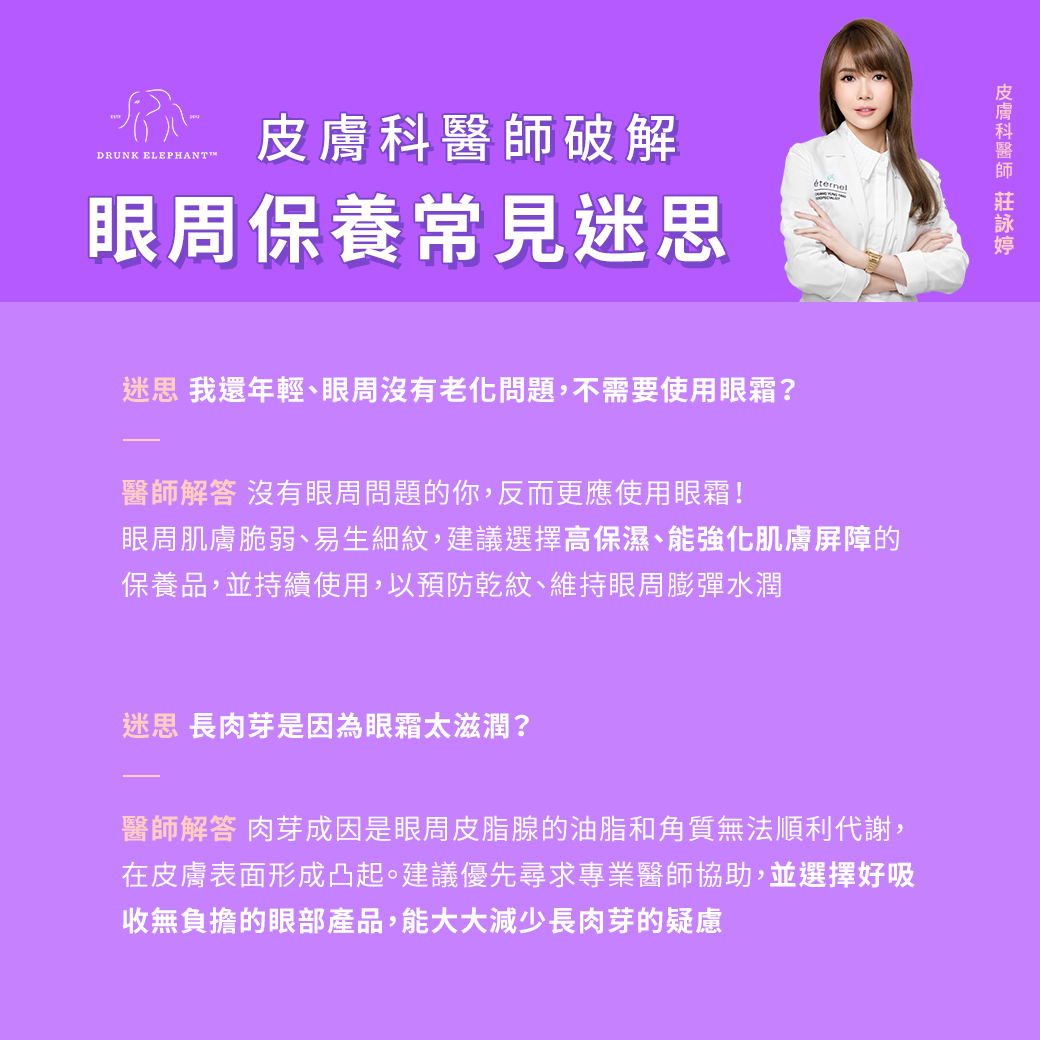 ESTD 2012
DRUNK ELEPHANT™
皮膚科醫師破解
眼周保養常見迷思
éternel
皮膚科醫師 莊詠婷
迷思 我還年輕、眼周沒有老化問題，不需要使用眼霜？
醫師解答 沒有眼周問題的你，反而更應使用眼霜！
眼周肌膚脆弱、易生細紋，建議選擇高保濕、能強化肌膚屏障的
保養品，並持續使用，以預防乾紋、維持眼周膨彈水潤
迷思 長肉芽是因為眼霜太滋潤？
醫師解答 肉芽成因是眼周皮脂腺的油脂和角質無法順利代謝，
在皮膚表面形成凸起。建議優先尋求專業醫師協助，並選擇好吸
收無負擔的眼部產品，能大大減少長肉芽的疑慮